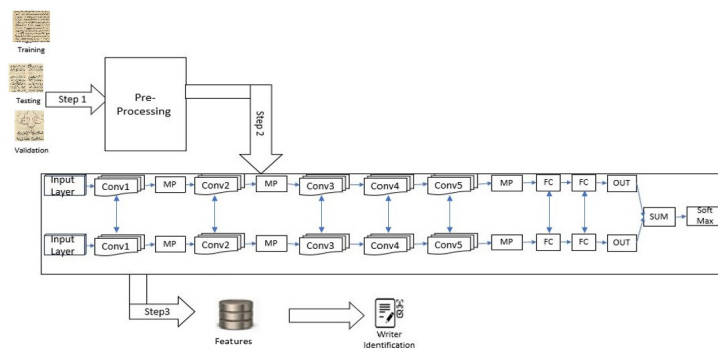 Training
Testing
Validation
Step 1
Pre-
Processing
Step 2
Input
Layer
Conv1
MP
Conv2
MP
Conv3
Conv4
Conv5
MP
FC
FC
OUT
SUM
Soft
Max
Input
Layer
Conv1
MP
Conv2
MP
Conv3
Conv4
Conv5
MP
FC
FC
OUT
Step3
Features
Writer
Identification